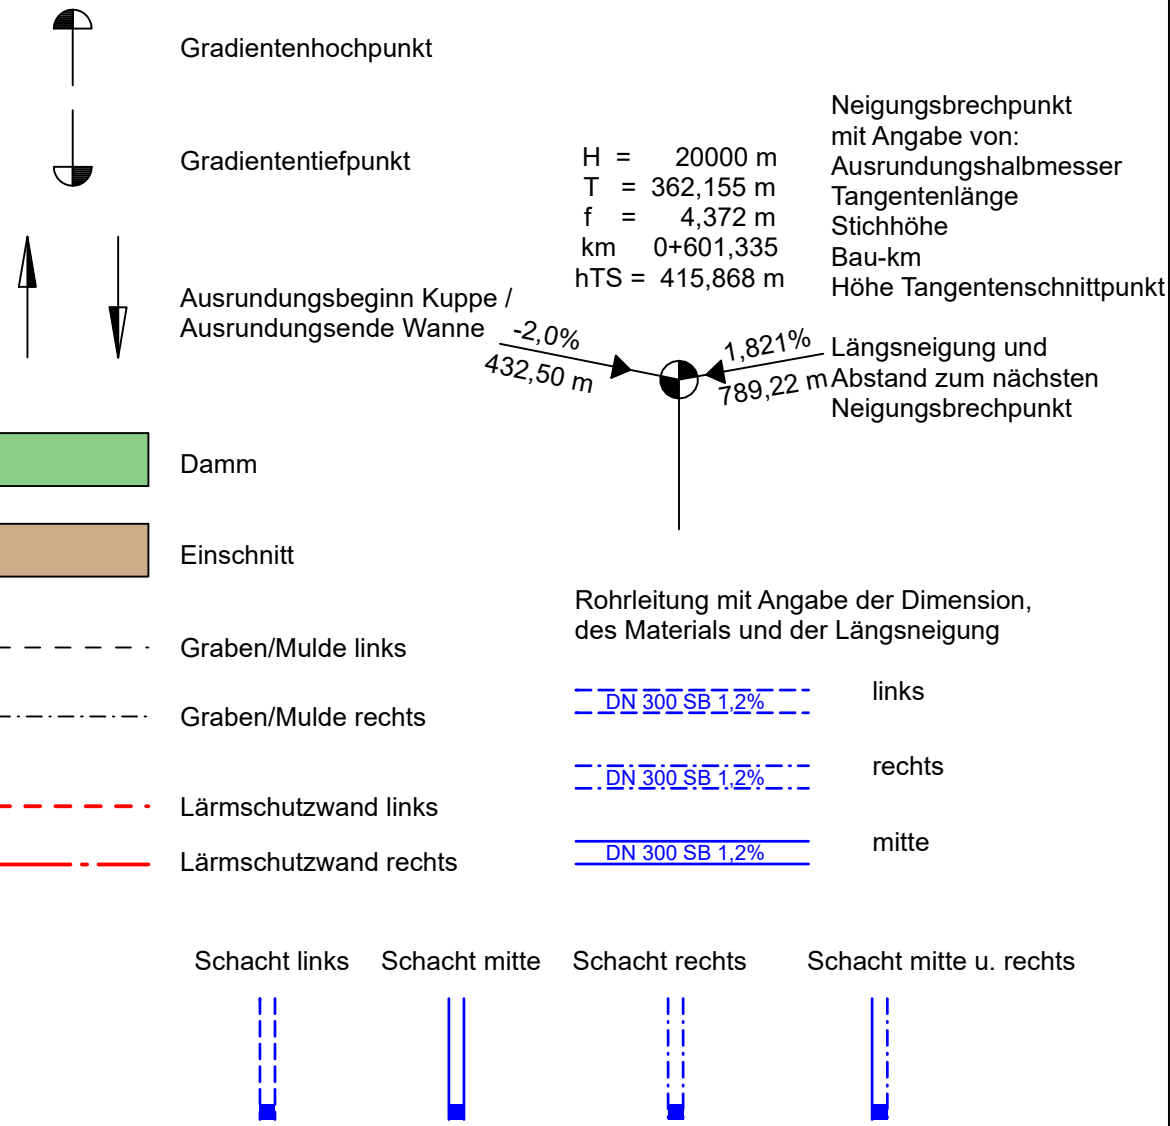 Gradientenhochpunkt
Gradiententiefpunkt
Ausrundungsbeginn Kuppe /
Ausrundungsende Wanne
H = 20000 m
T = 362,155 m
f = 4,372 m
km 0+601,335
hTS = 415,868 m
Neigungsbrechpunkt
mit Angabe von:
Ausrundungshalbmesser
Tangentenlänge
Stichhöhe
Bau-km
Höhe Tangentenschnittpunkt
-2,0%
432,50 m
1,821%
789,22 m
Längsneigung und
Abstand zum nächsten
Neigungsbrechpunkt
Damm
Einschnitt
Graben/Mulde links
Graben/Mulde rechts
Lärmschutzwand links
Lärmschutzwand rechts
Rohrleitung mit Angabe der Dimension,
des Materials und der Längsneigung
DN 300 SB 1,2%
links
DN 300 SB 1,2%
rechts
DN 300 SB 1,2%
mitte
Schacht links
Schacht mitte
Schacht rechts
Schacht mitte u. rechts